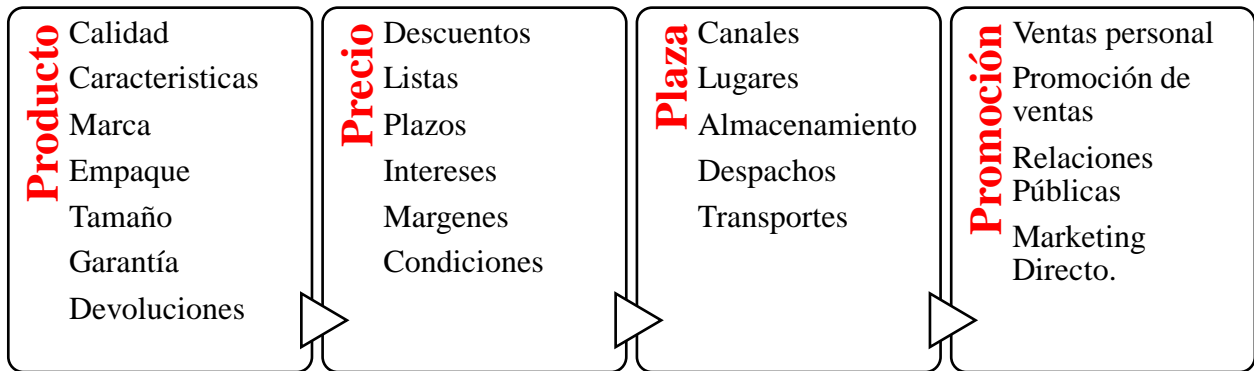 Producto
Calidad
Caracteristicas
Marca
Empaque
Tamaño
Garantía
Devoluciones
Precio
Descuentos
Listas
Plazos
Intereses
Margenes
Condiciones
Plaza
Canales
Lugares
Almacenamiento
Despachos
Transportes
Promoción
Ventas personal
Promoción de
ventas
Relaciones
Públicas
Marketing
Directo.